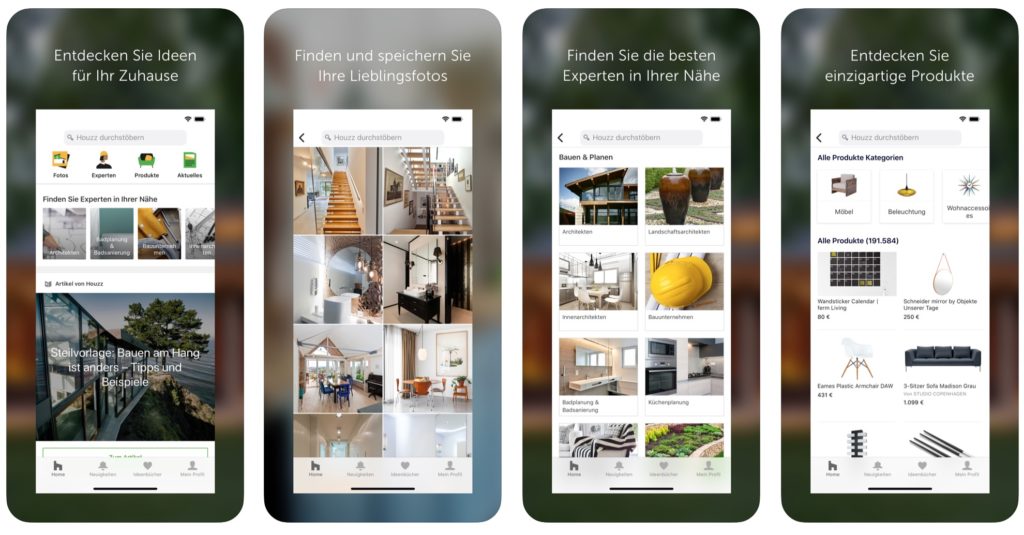 Entdecken Sie Ideen
für Ihr Zuhause
Houzz durchstöbern
Fotos
Experten
Produkte
Aktuelles
Finden Sie Experten in Ihrer Nähe
Architekten
Badplanung
&
Badsanierung
Bauunterneh
men
Innenarchitek
ten
Artikel von Houzz
Steilvorlage: Bauen am Hang
ist anders – Tipps und
Beispiele
Zum Artikel
Home
Neuigkeiten
Ideenbücher
Mein Profil
Finden und speichern Sie
Ihre Lieblingsfotos
Houzz durchstöbern
Home
Neuigkeiten
Ideenbücher
Mein Profil
Finden Sie die besten
Experten in Ihrer Nähe
Houzz durchstöbern
Bauen & Planen
Architekten
Landschaftsarchitekten
Innenarchitekten
Bauunternehmen
Badplanung &
Badsanierung
Küchenplanung
Home
Neuigkeiten
Ideenbücher
Mein Profil
Entdecken Sie
einzigartige Produkte
Houzz durchstöbern
Alle Produkte Kategorien
Möbel
Beleuchtung
Wohnaccessoi
es
Alle Produkte (191.584)
Wandsticker Calendar (
ferm Living
80 €
Schneider mirror by Objekte
Unserer Tage
250 €
Eames Plastic Armchair DAW
431 €
3-Sitzer Sofa Madison Grau
Von STUDIO COPENHAGEN
1.099 €
Home
Neuigkeiten
Ideenbücher
Mein Profil